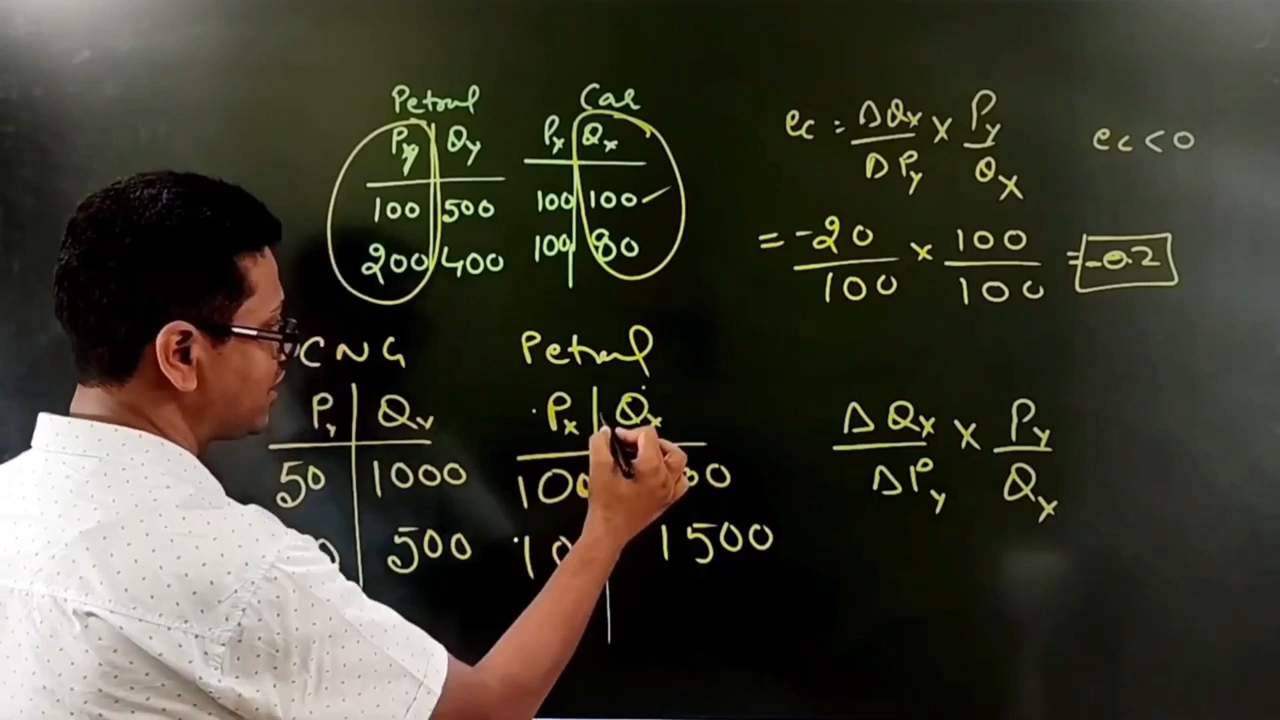 Petrol Car
Py Qy Px Qx
100 500 100 100
200 400 100 80
ec = ΔQx/ΔPy × Py/Qx ec < 0
= -20/100 × 100/100 = -0.2
CNG Petrol
Py Qy Px Qx
50 1000
500 1500
ΔQx/ΔPy × Py/Qx